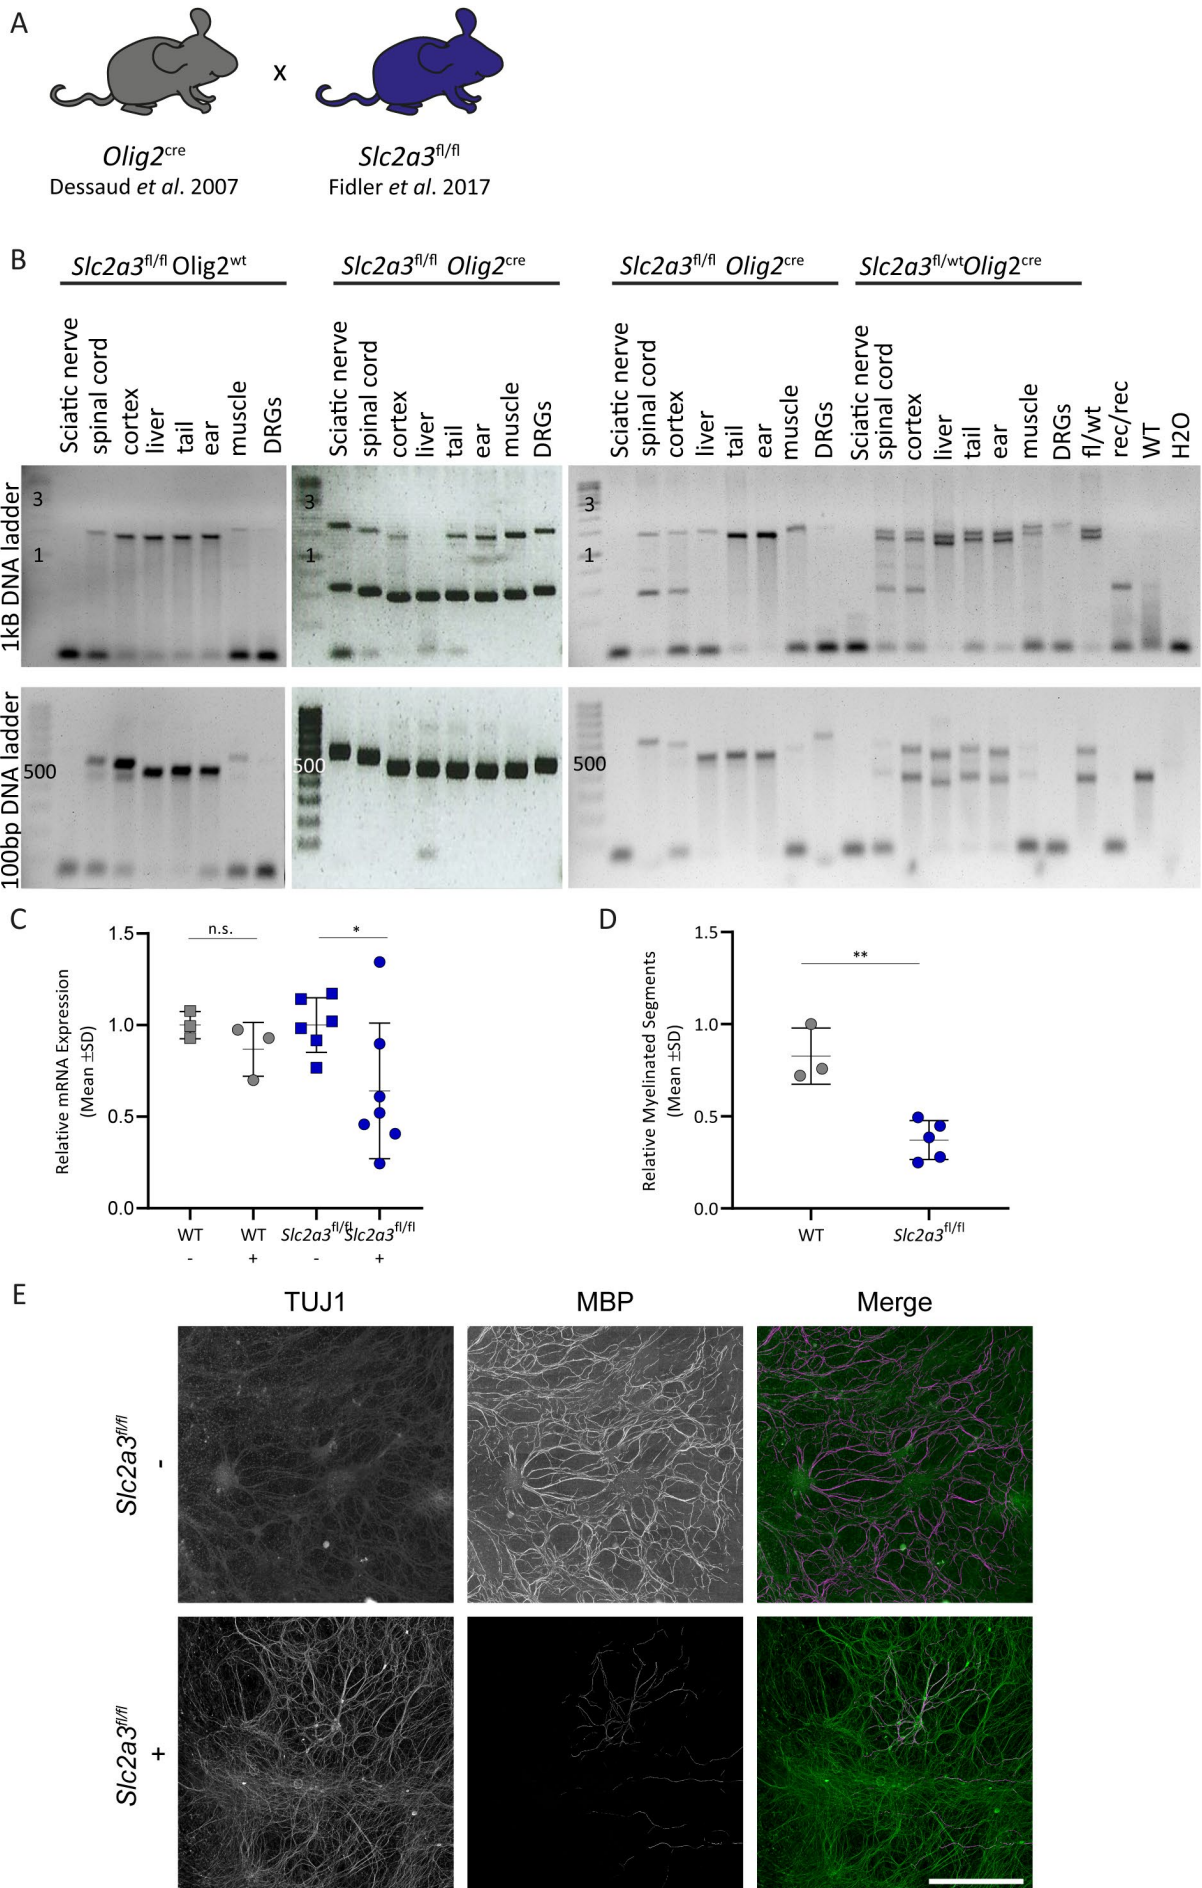 A
x
Olig2cre
Slc2a3fl/fl
Dessaud et al. 2007
Fidler et al. 2017
B
Slc2a3fl/fl Olig2wt
Slc2a3fl/fl Olig2cre
Slc2a3fl/fl Olig2cre
Slc2a3fl/wtOlig2cre
Sciatic nerve
spinal cord
cortex
liver
tail
ear
muscle
DRGs
Sciatic nerve
spinal cord
cortex
liver
tail
ear
muscle
DRGs
Sciatic nerve
spinal cord
cortex
liver
tail
ear
muscle
DRGs
Sciatic nerve
spinal cord
cortex
liver
tail
ear
muscle
DRGs
fl/wt
rec/rec
WT
H2O
1kB DNA ladder
3
1
3
1
3
1
100bp DNA ladder
500
500
500
C
Relative mRNA Expression
(Mean ±SD)
1.5
1.0
0.5
0.0
n.s.
*
WT
WT
Slc2a3fl/fl
Slc2a3fl/fl
-
+
-
+
D
Relative Myelinated Segments
(Mean ±SD)
1.5
1.0
0.5
0.0
**
WT
Slc2a3fl/fl
E
TUJ1
MBP
Merge
Slc2a3fl/fl
-
Slc2a3fl/fl
+